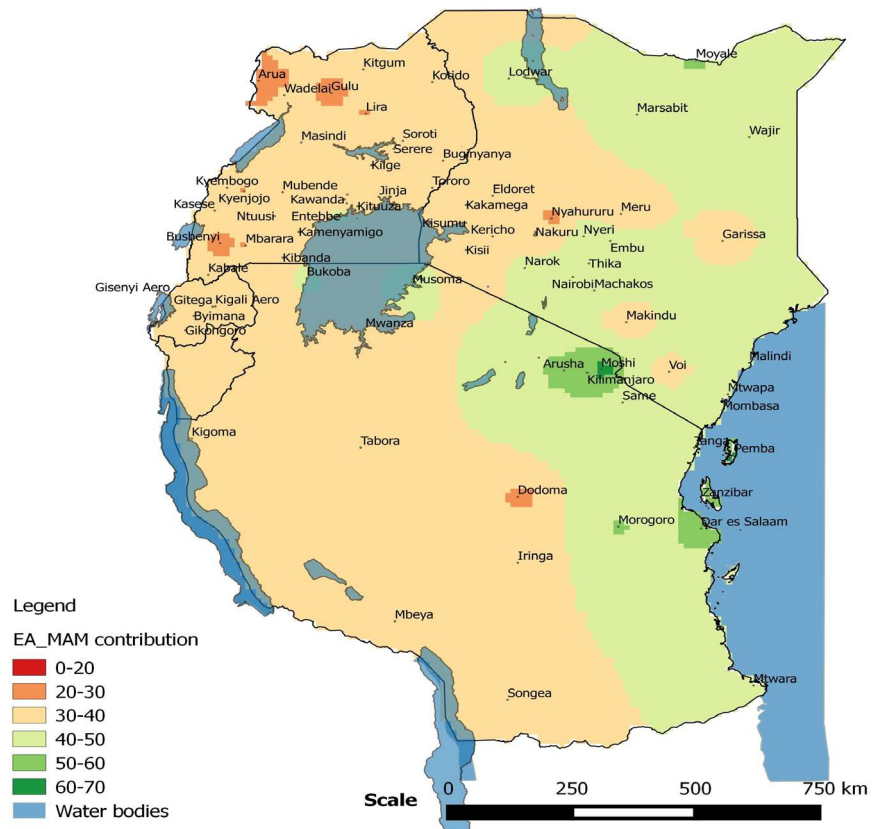 Moyale
Kitgum
Arua
Kotido
Lodwar
Wadelai
Gulu
Lira
Marsabit
Wajir
Masindi
Soroti
Serere
Buginyanya
Kilge
Kyembogo
Mubende
Jinja
Tororo
Eldoret
Kasese
Kyenjojo
Kawanda
Kituuza
Kakamega
Meru
Ntuusi
Entebbe
Kisumu
Nyahururu
Bushenyi
Mbarara
Kamenyamigo
Kericho
Nakuru
Nyeri
Garissa
Kisii
Embu
Kabale
Kibanda
Narok
Thika
Bukoba
Musoma
Nairobi
Machakos
Gisenyi Aero
Gitega
Kigali Aero
Byimana
Makindu
Gikongoro
Mwanza
Arusha
Moshi
Voi
Malindi
Kilimanjaro
Same
Mtwapa
Mombasa
Kigoma
Tabora
Tanga
Pemba
Dodoma
Zanzibar
Morogoro
Dar es Salaam
Iringa
Mbeya
Songea
Mtwara
Legend
EA_MAM contribution
0-20
20-30
30-40
40-50
50-60
60-70
Water bodies
Scale
0 250 500 750 km